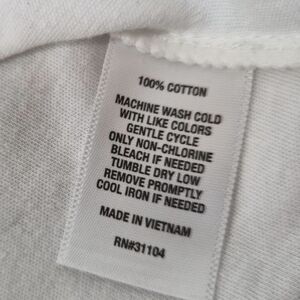 100% COTTON
MACHINE WASH COLD
WITH LIKE COLORS
GENTLE CYCLE
ONLY NON-CHLORINE
BLEACH IF NEEDED
TUMBLE DRY LOW
REMOVE PROMPTLY
COOL IRON IF NEEDED
MADE IN VIETNAM
RN#31104